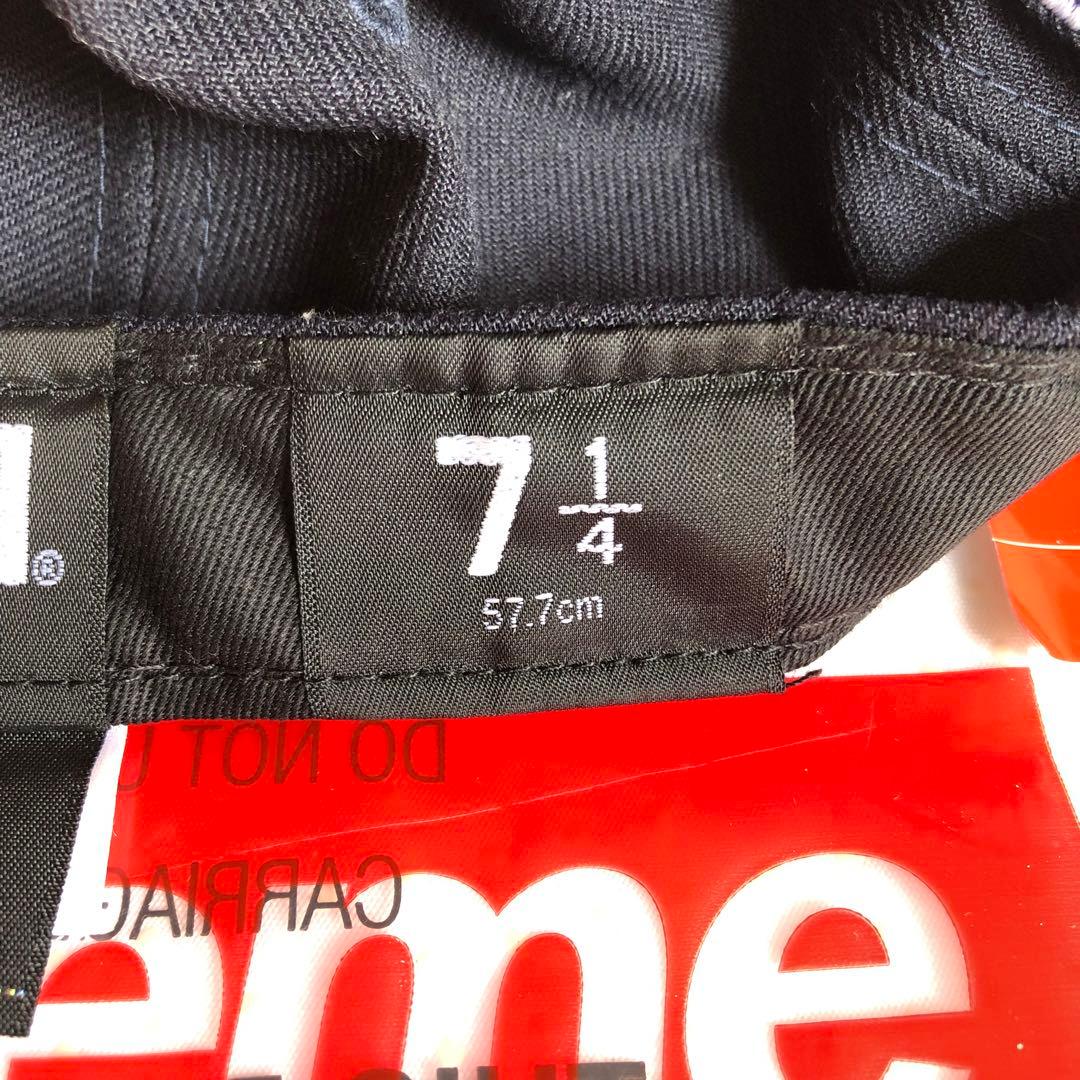 ®
7 1/4
57.7cm
DO NOT
CARRIAG
eme